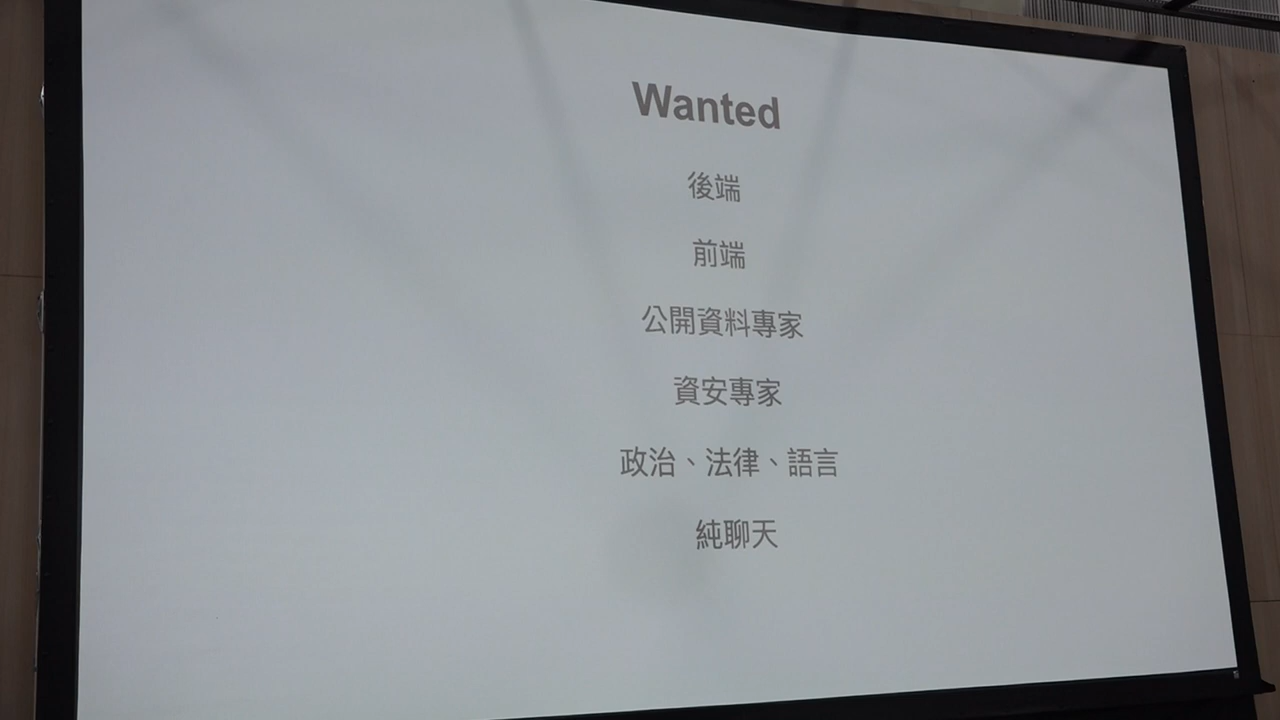 Wanted
後端
前端
公開資料專家
資安專家
政治、法律、語言
純聊天